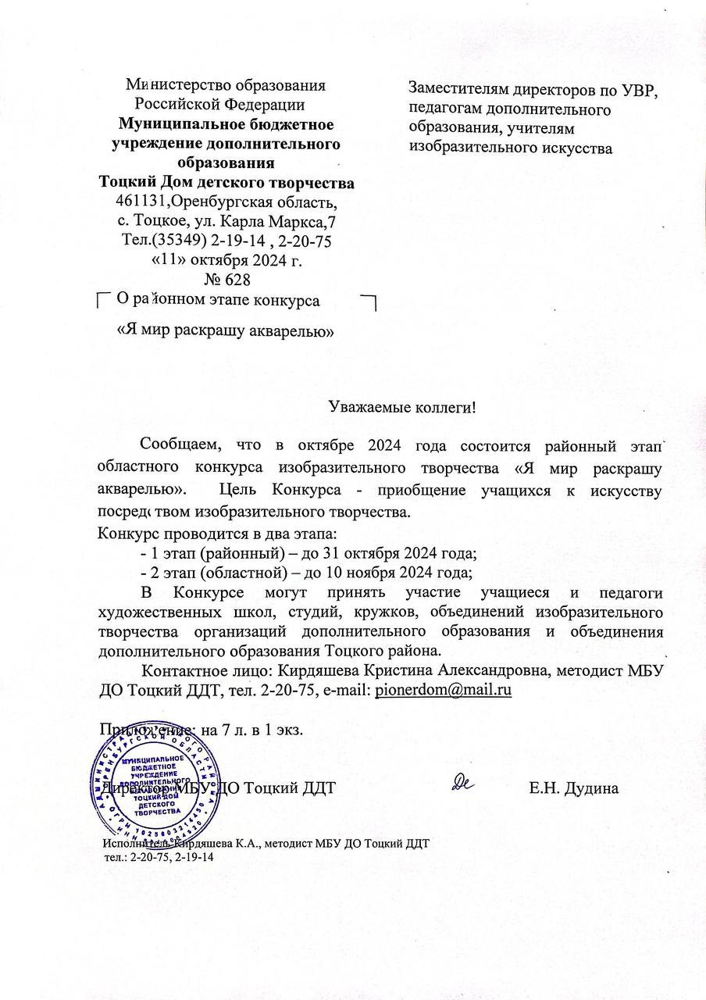 Министерство образования
Российской Федерации
Муниципальное бюджетное
учреждение дополнительного
образования
Тоцкий Дом детского творчества
461131,Оренбургская область,
с. Тоцкое, ул. Карла Маркса,7
Тел.(35349) 2-19-14 , 2-20-75
«11» октября 2024 г.
№ 628
О районном этапе конкурса
«Я мир раскрашу акварелью»
Заместителям директоров по УВР,
педагогам дополнительного
образования, учителям
изобразительного искусства
Уважаемые коллеги!
Сообщаем, что в октябре 2024 года состоится районный этап
областного конкурса изобразительного творчества «Я мир раскрашу
акварелью». Цель Конкурса - приобщение учащихся к искусству
посредством изобразительного творчества.
Конкурс проводится в два этапа:
- 1 этап (районный) – до 31 октября 2024 года;
- 2 этап (областной) – до 10 ноября 2024 года;
В Конкурсе могут принять участие учащиеся и педагоги
художественных школ, студий, кружков, объединений изобразительного
творчества организаций дополнительного образования и объединения
дополнительного образования Тоцкого района.
Контактное лицо: Кирдяшева Кристина Александровна, методист МБУ
ДО Тоцкий ДДТ, тел. 2-20-75, e-mail: pionerdom@mail.ru
Приложение: на 7 л. в 1 экз.
Директор МБУ ДО Тоцкий ДДТ
Е.Н. Дудина
МУНИЦИПАЛЬНОЕ
БЮДЖЕТНОЕ
УЧРЕЖДЕНИЕ
ДОПОЛНИТЕЛЬНОГО
ОБРАЗОВАНИЯ
ТОЦКИЙ ДОМ
ДЕТСКОГО
ТВОРЧЕСТВА
Исполнитель Кирдяшева К.А., методист МБУ ДО Тоцкий ДДТ
тел.: 2-20-75, 2-19-14